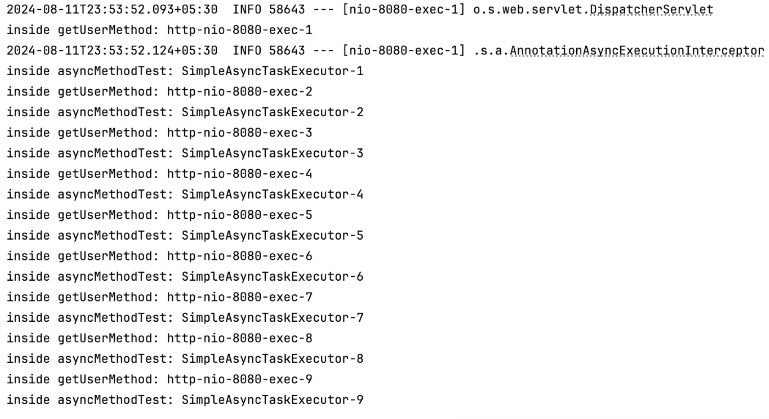 2024-08-11T23:53:52.093+05:30  INFO 58643 --- [nio-8080-exec-1] o.s.web.servlet.DispatcherServlet
inside getUserMethod: http-nio-8080-exec-1
2024-08-11T23:53:52.124+05:30  INFO 58643 --- [nio-8080-exec-1] .s.a.AnnotationAsyncExecutionInterceptor
inside asyncMethodTest: SimpleAsyncTaskExecutor-1
inside getUserMethod: http-nio-8080-exec-2
inside asyncMethodTest: SimpleAsyncTaskExecutor-2
inside getUserMethod: http-nio-8080-exec-3
inside asyncMethodTest: SimpleAsyncTaskExecutor-3
inside getUserMethod: http-nio-8080-exec-4
inside asyncMethodTest: SimpleAsyncTaskExecutor-4
inside getUserMethod: http-nio-8080-exec-5
inside asyncMethodTest: SimpleAsyncTaskExecutor-5
inside getUserMethod: http-nio-8080-exec-6
inside asyncMethodTest: SimpleAsyncTaskExecutor-6
inside getUserMethod: http-nio-8080-exec-7
inside asyncMethodTest: SimpleAsyncTaskExecutor-7
inside getUserMethod: http-nio-8080-exec-8
inside asyncMethodTest: SimpleAsyncTaskExecutor-8
inside getUserMethod: http-nio-8080-exec-9
inside asyncMethodTest: SimpleAsyncTaskExecutor-9